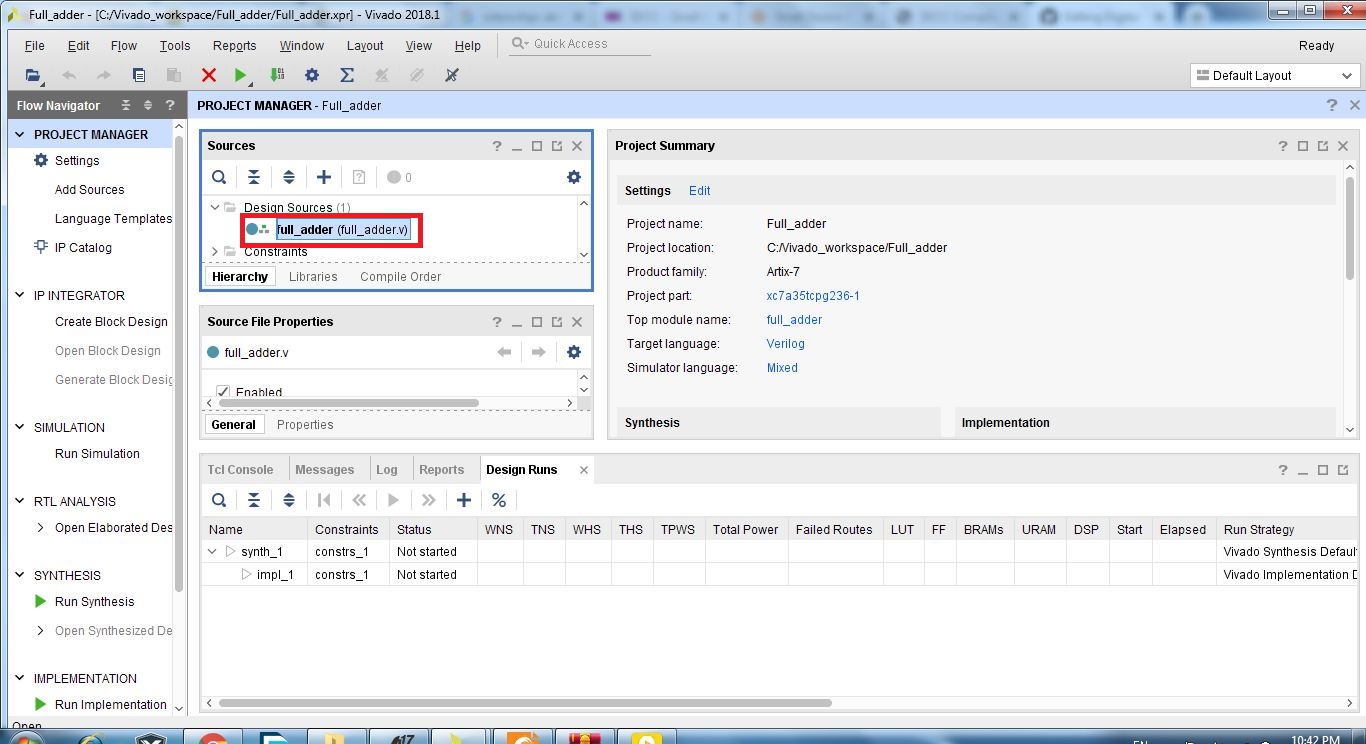 Full_adder - [C:/Vivado_workspace/Full_adder/Full_adder.xpr] - Vivado 2018.1
File Edit Flow Tools Reports Window Layout View Help Quick Access Ready
Default Layout
Flow Navigator ?
PROJECT MANAGER
Settings
Add Sources
Language Templates
IP Catalog
IP INTEGRATOR
Create Block Design
Open Block Design
Generate Block Desig
SIMULATION
Run Simulation
RTL ANALYSIS
Open Elaborated Des
SYNTHESIS
Run Synthesis
Open Synthesized De
IMPLEMENTATION
Run Implementation
PROJECT MANAGER - Full_adder ?
Sources ?
? 0
Design Sources (1)
full_adder (full_adder.v)
Constraints
Hierarchy Libraries Compile Order
Source File Properties ?
full_adder.v
Enabled
General Properties
Project Summary ?
Settings Edit
Project name: Full_adder
Project location: C:/Vivado_workspace/Full_adder
Product family: Artix-7
Project part: xc7a35tcpg236-1
Top module name: full_adder
Target language: Verilog
Simulator language: Mixed
Synthesis Implementation
Tcl Console Messages Log Reports Design Runs ?
%
Name Constraints Status WNS TNS WHS THS TPWS Total Power Failed Routes LUT FF BRAMs URAM DSP Start Elapsed Run Strategy
synth_1 constrs_1 Not started Vivado Synthesis Default
impl_1 constrs_1 Not started Vivado Implementation D
Open
10:42 PM